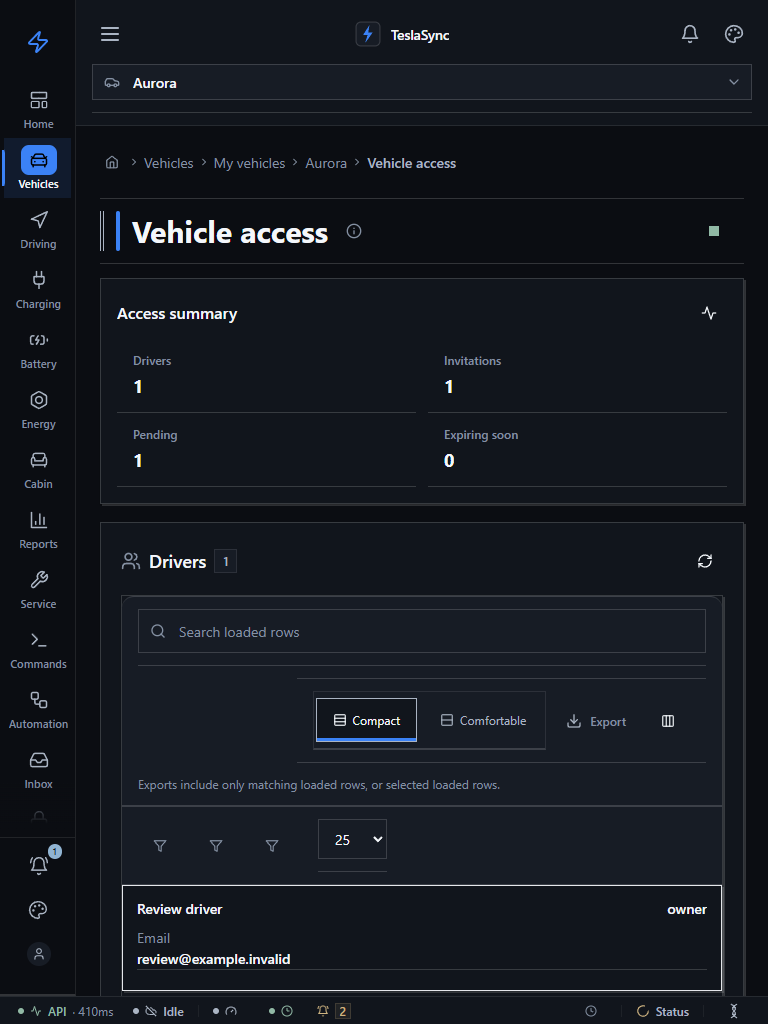 TeslaSync
Aurora
Home
Vehicles
Driving
Charging
Battery
Energy
Cabin
Reports
Service
Commands
Automation
Inbox
1
Vehicles
My vehicles
Aurora
Vehicle access
Vehicle access
Access summary
Drivers
1
Invitations
1
Pending
1
Expiring soon
0
Drivers 1
Search loaded rows
Compact
Comfortable
Export
Exports include only matching loaded rows, or selected loaded rows.
25
Review driver
owner
Email
review@example.invalid
API · 410ms
Idle
2
Status